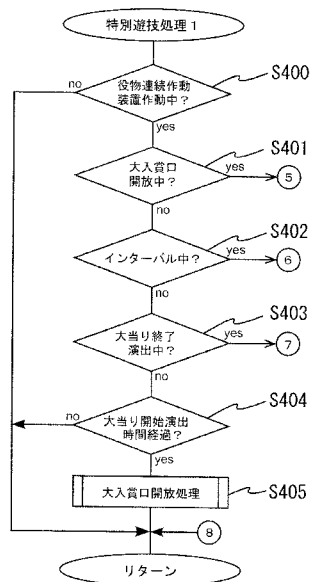 特別遊技処理1
S400
役物連続作動
装置作動中?
no
yes
S401
大入賞口
開放中?
yes
5
no
S402
インターバル中?
yes
6
no
S403
大当り終了
演出中?
yes
7
no
S404
大当り開始演出
時間経過?
no
yes
大入賞口開放処理
S405
8
リターン